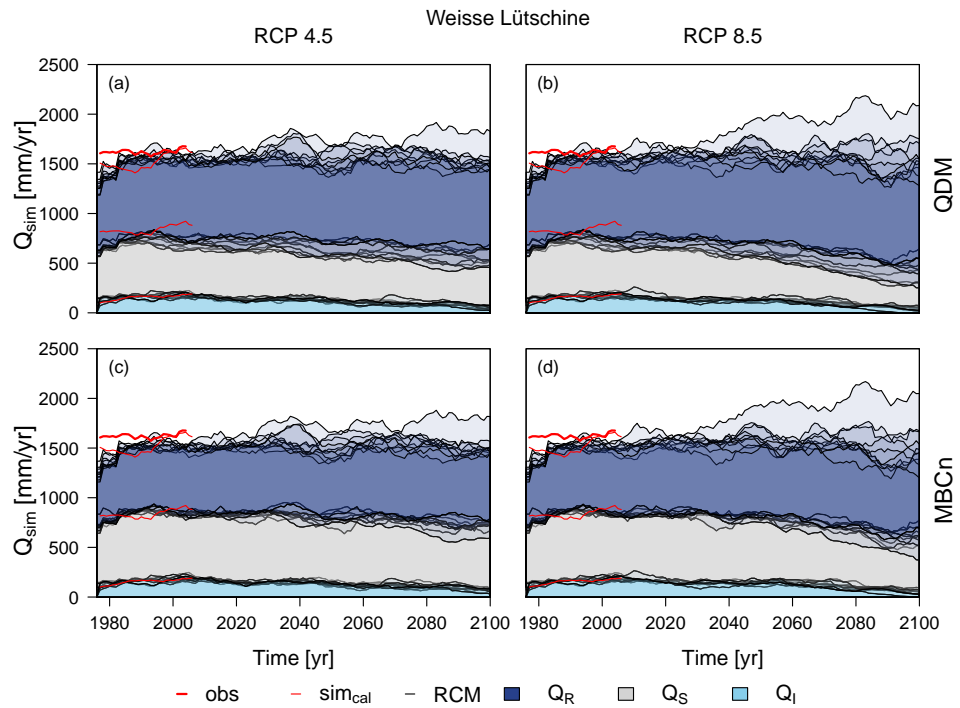 Weisse Lütschine
RCP 4.5
RCP 8.5
(a)
(b)
2500
2000
1500
1000
500
0
Qsim [mm/yr]
QDM
(c)
(d)
2500
2000
1500
1000
500
0
Qsim [mm/yr]
MBCn
1980 2000 2020 2040 2060 2080 2100
1980 2000 2020 2040 2060 2080 2100
Time [yr]
Time [yr]
obs simcal RCM QR QS QI